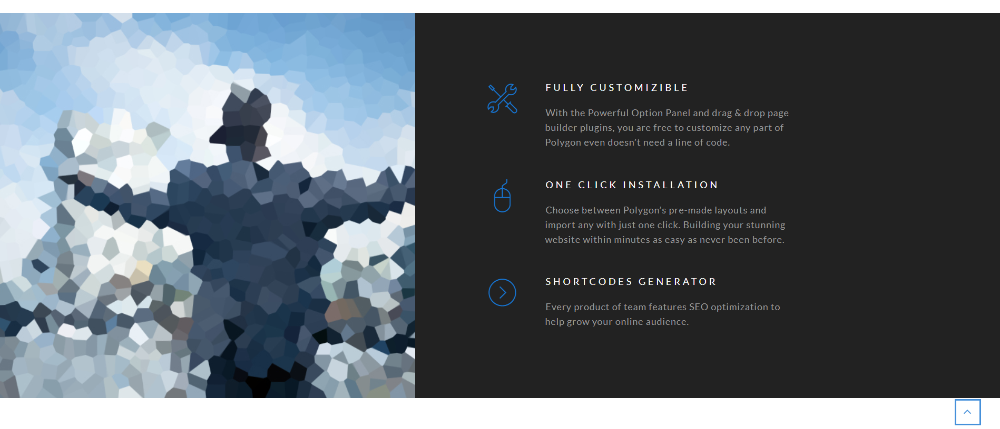 FULLY CUSTOMIZIBLE
With the Powerful Option Panel and drag & drop page
builder plugins, you are free to customize any part of
Polygon even doesn’t need a line of code.
ONE CLICK INSTALLATION
Choose between Polygon’s pre-made layouts and
import any with just one click. Building your stunning
website within minutes as easy as never been before.
SHORTCODES GENERATOR
Every product of team features SEO optimization to
help grow your online audience.